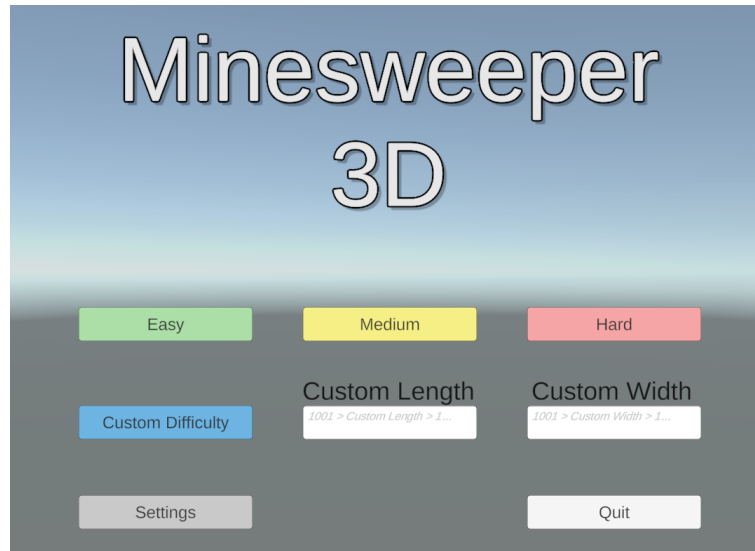 Minesweeper
3D
Easy
Medium
Hard
Custom Length
Custom Width
Custom Difficulty
1001 > Custom Length > 1...
1001 > Custom Width > 1...
Settings
Quit